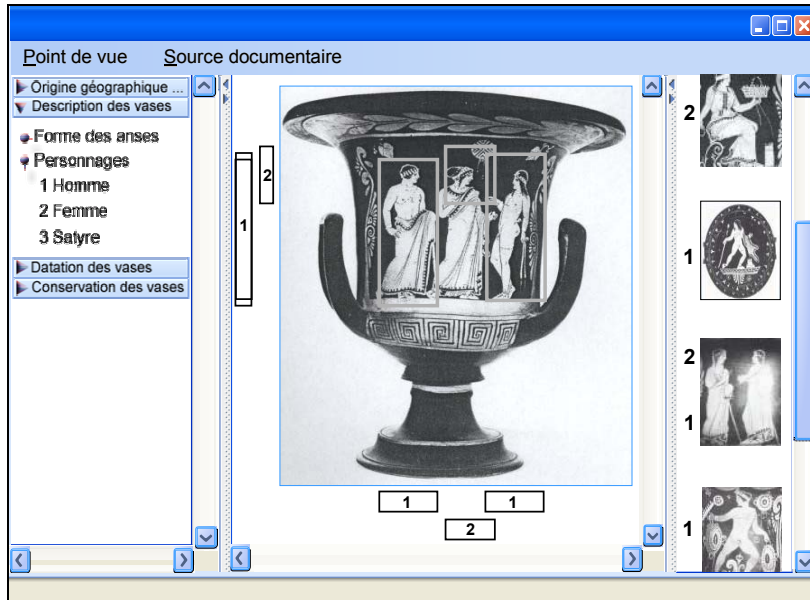 Point de vue Source documentaire
Origine géographique ...
Description des vases
Forme des anses
Personnages
1 Homme
2 Femme
3 Satyre
Datation des vases
Conservation des vases
1
2
1
1
2
2
1
2
1
1